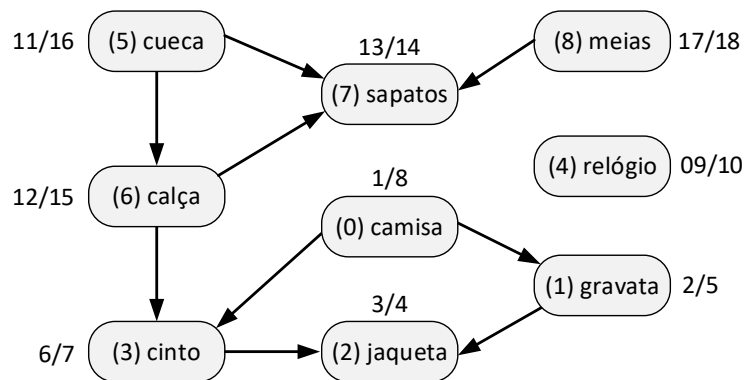 11/16 (5) cueca
13/14
(7) sapatos
(8) meias 17/18
(4) relógio 09/10
12/15 (6) calça
1/8
(0) camisa
(1) gravata 2/5
3/4
6/7 (3) cinto
(2) jaqueta